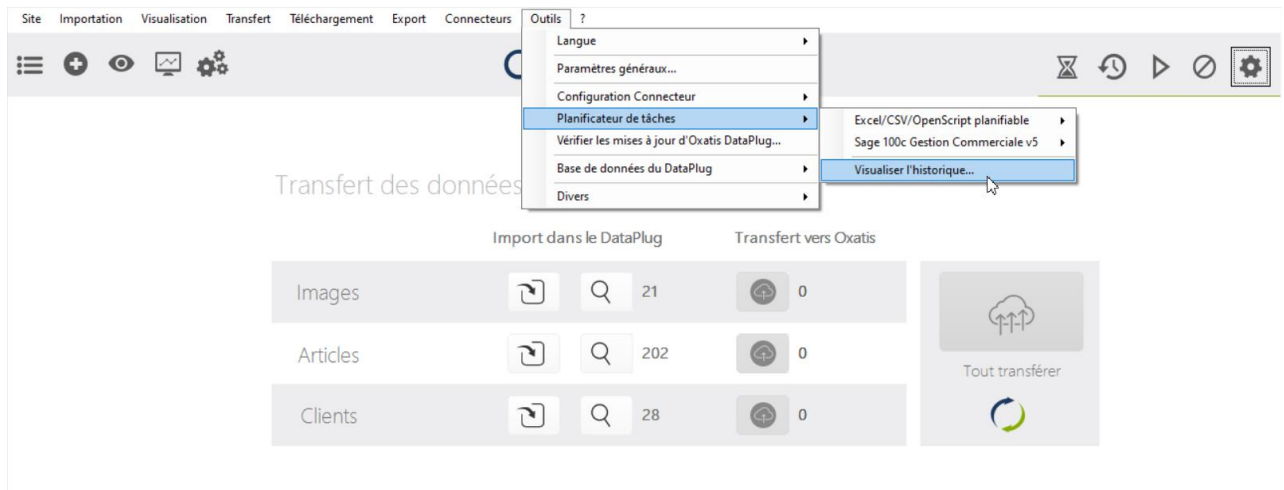 Site Importation Visualisation Transfert Téléchargement Export Connecteurs Outils ?
Langue
Paramètres généraux...
Configuration Connecteur
Planificateur de tâches
Vérifier les mises à jour d'Oxatis DataPlug...
Base de données du DataPlug
Divers
Excel/CSV/OpenScript planifiable
Sage 100c Gestion Commerciale v5
Visualiser l'historique...
Transfert des données
Import dans le DataPlug Transfert vers Oxatis
Images 21 0
Articles 202 0
Clients 28 0
Tout transférer